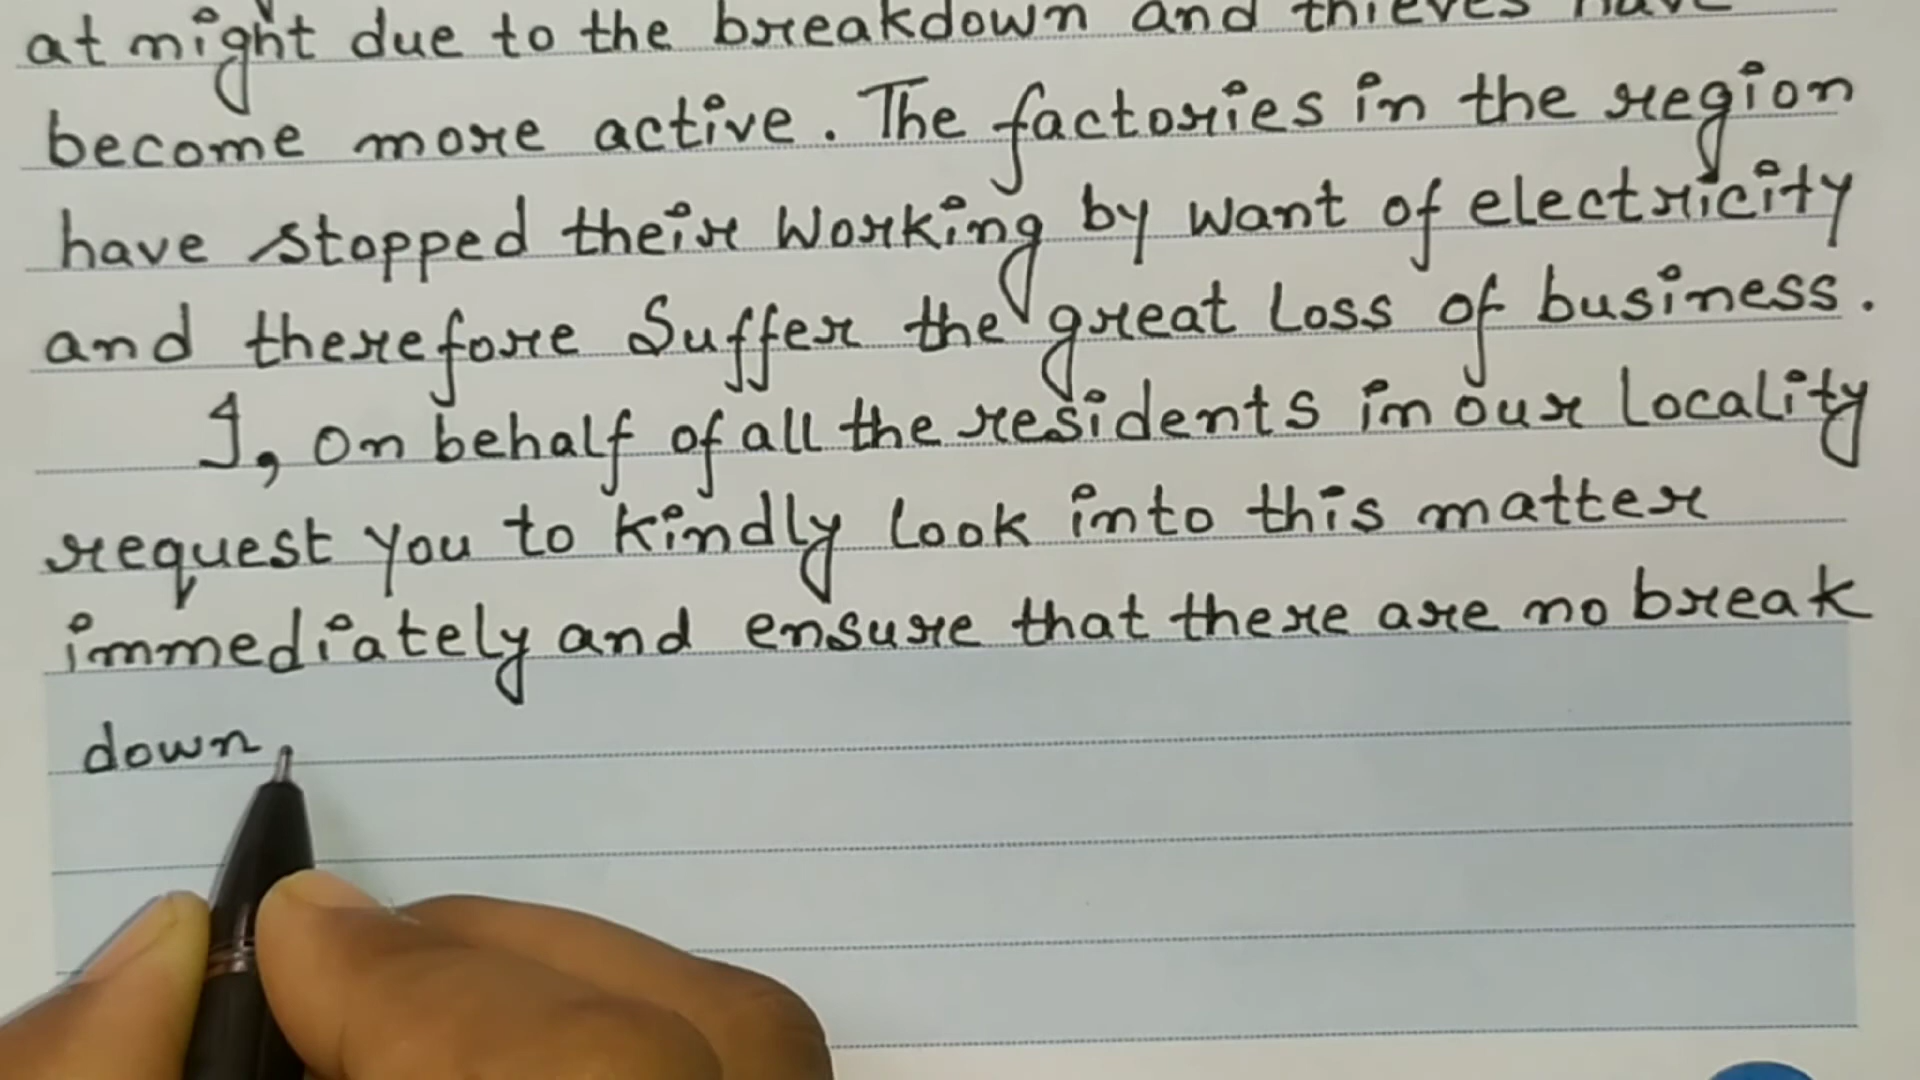 at night due to the breakdown and thieves have
become more active. The factories in the region
have stopped their Working by want of electricity
and therefore Suffer the great Loss of business.
I, on behalf of all the residents in our locality
request you to kindly look into this matter
immediately and ensure that there are no break
down